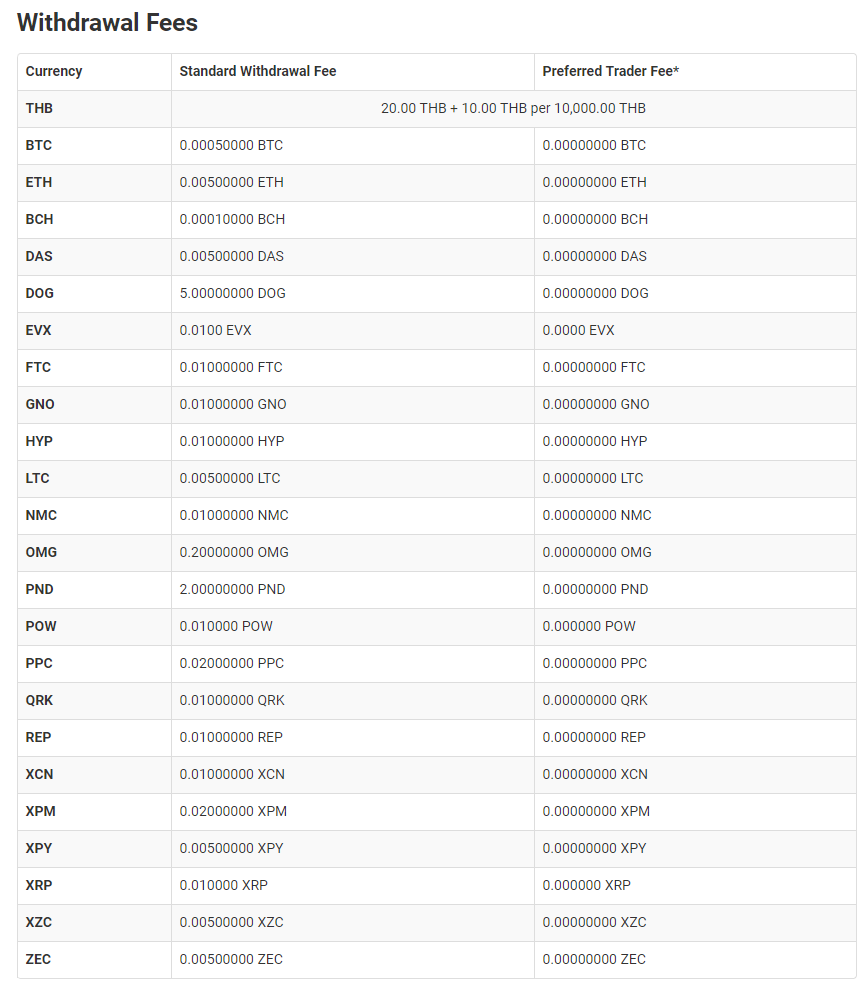 Withdrawal Fees
Currency Standard Withdrawal Fee Preferred Trader Fee*
THB 20.00 THB + 10.00 THB per 10,000.00 THB
BTC 0.00050000 BTC 0.00000000 BTC
ETH 0.00500000 ETH 0.00000000 ETH
BCH 0.00010000 BCH 0.00000000 BCH
DAS 0.00500000 DAS 0.00000000 DAS
DOG 5.00000000 DOG 0.00000000 DOG
EVX 0.0100 EVX 0.0000 EVX
FTC 0.01000000 FTC 0.00000000 FTC
GNO 0.01000000 GNO 0.00000000 GNO
HYP 0.01000000 HYP 0.00000000 HYP
LTC 0.00500000 LTC 0.00000000 LTC
NMC 0.01000000 NMC 0.00000000 NMC
OMG 0.20000000 OMG 0.00000000 OMG
PND 2.00000000 PND 0.00000000 PND
POW 0.010000 POW 0.000000 POW
PPC 0.02000000 PPC 0.00000000 PPC
QRK 0.01000000 QRK 0.00000000 QRK
REP 0.01000000 REP 0.00000000 REP
XCN 0.01000000 XCN 0.00000000 XCN
XPM 0.02000000 XPM 0.00000000 XPM
XPY 0.00500000 XPY 0.00000000 XPY
XRP 0.010000 XRP 0.000000 XRP
XZC 0.00500000 XZC 0.00000000 XZC
ZEC 0.00500000 ZEC 0.00000000 ZEC